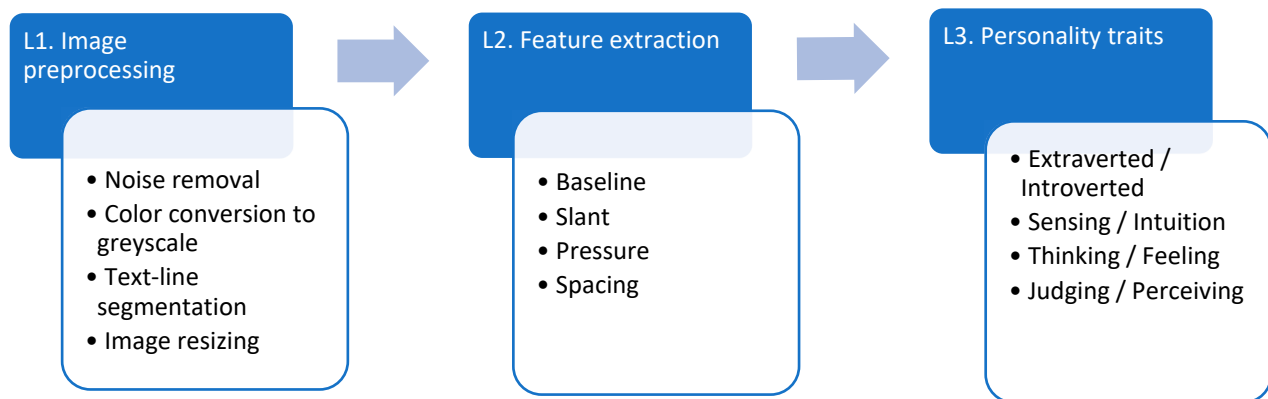 L1. Image
preprocessing
• Noise removal
• Color conversion to
greyscale
• Text-line
segmentation
• Image resizing
L2. Feature extraction
• Baseline
• Slant
• Pressure
• Spacing
L3. Personality traits
• Extraverted /
Introverted
• Sensing / Intuition
• Thinking / Feeling
• Judging / Perceiving